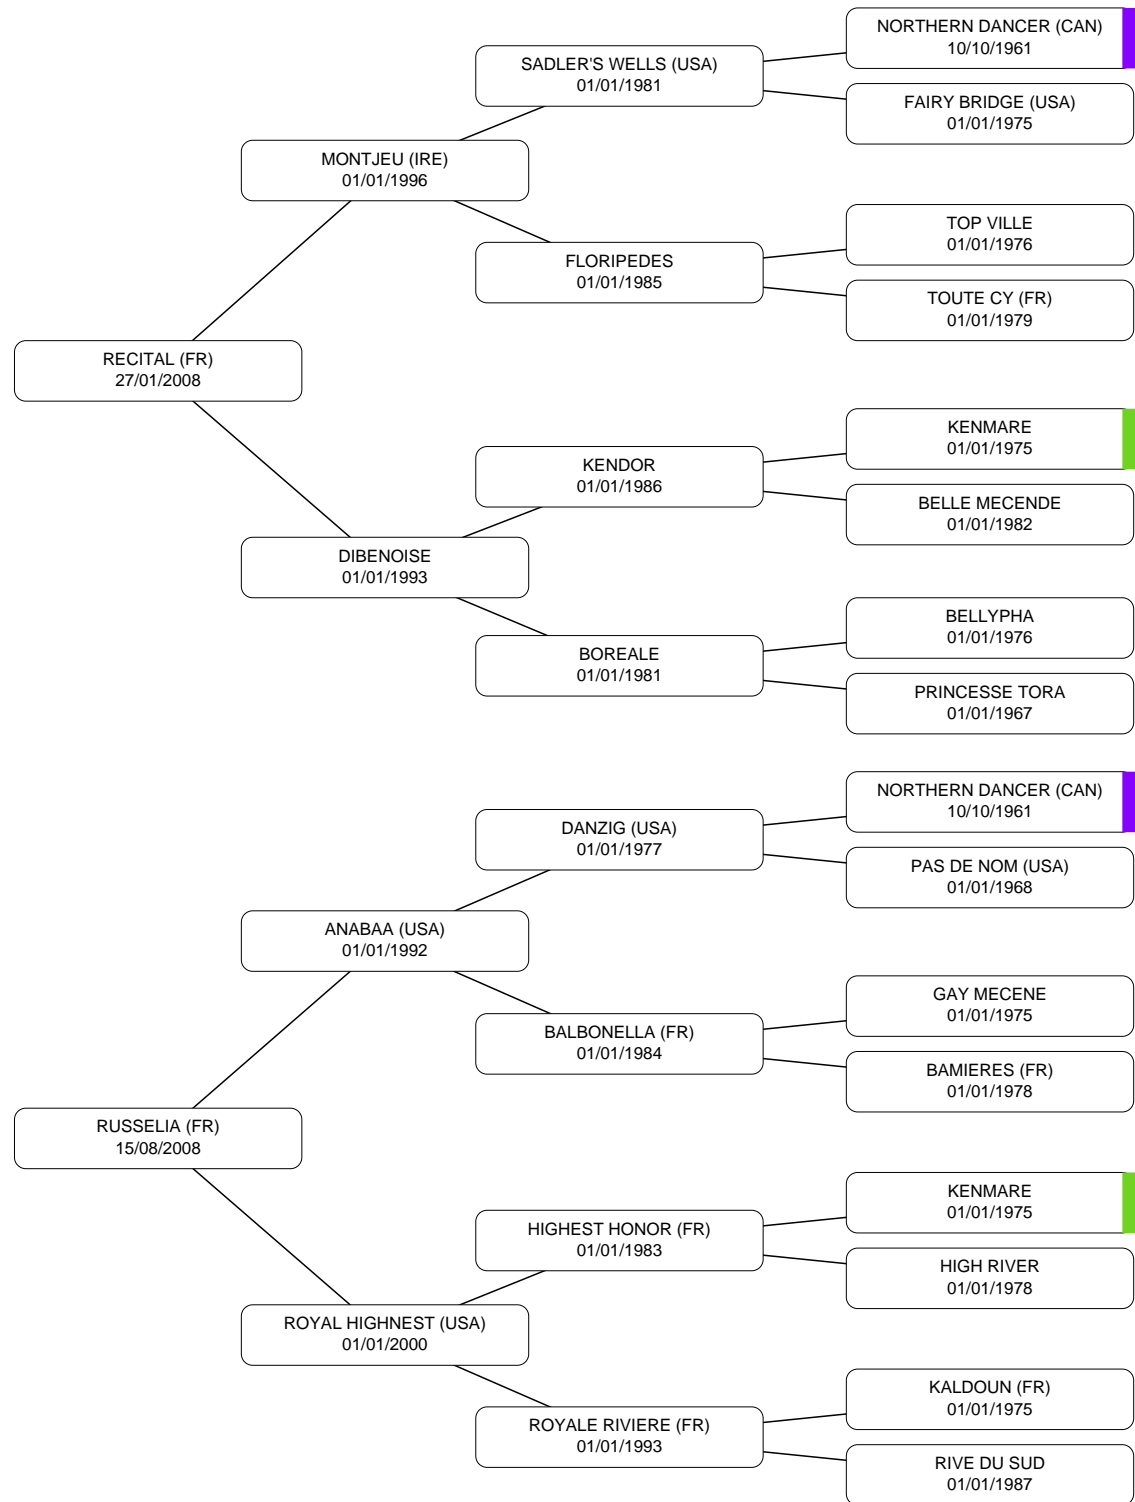 NORTHERN DANCER (CAN)
10/10/1961
SADLER'S WELLS (USA)
01/01/1981
FAIRY BRIDGE (USA)
01/01/1975
MONTJEU (IRE)
01/01/1996
TOP VILLE
01/01/1976
FLORIPEDES
01/01/1985
TOUTE CY (FR)
01/01/1979
RECITAL (FR)
27/01/2008
KENMARE
01/01/1975
KENDOR
01/01/1986
BELLE MECENDE
01/01/1982
DIBENOISE
01/01/1993
BELLYPHA
01/01/1976
BOREALE
01/01/1981
PRINCESSE TORA
01/01/1967
NORTHERN DANCER (CAN)
10/10/1961
DANZIG (USA)
01/01/1977
PAS DE NOM (USA)
01/01/1968
ANABAA (USA)
01/01/1992
GAY MECENE
01/01/1975
BALBONELLA (FR)
01/01/1984
BAMIERES (FR)
01/01/1978
RUSSELIA (FR)
15/08/2008
KENMARE
01/01/1975
HIGHEST HONOR (FR)
01/01/1983
HIGH RIVER
01/01/1978
ROYAL HIGHNEST (USA)
01/01/2000
KALDOUN (FR)
01/01/1975
ROYALE RIVIERE (FR)
01/01/1993
RIVE DU SUD
01/01/1987